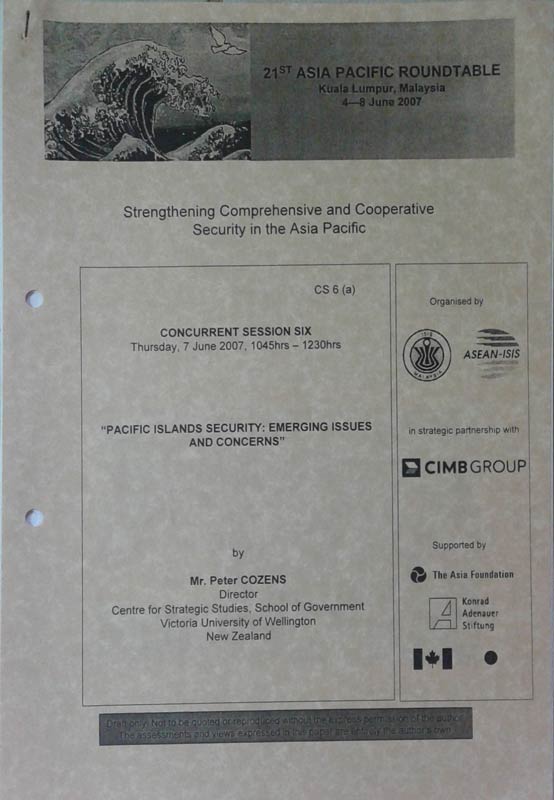 21ST ASIA PACIFIC ROUNDTABLE
Kuala Lumpur, Malaysia
4—8 June 2007
Strengthening Comprehensive and Cooperative
Security in the Asia Pacific
CS 6 (a)
CONCURRENT SESSION SIX
Thursday, 7 June 2007, 1045hrs – 1230hrs
"PACIFIC ISLANDS SECURITY: EMERGING ISSUES
AND CONCERNS"
by
Mr. Peter COZENS
Director
Centre for Strategic Studies, School of Government
Victoria University of Wellington
New Zealand
Organised by
ISIS
MALAYSIA
ASEAN-ISIS
in strategic partnership with
CIMB GROUP
Supported by
The Asia Foundation
Konrad
Adenauer
Stiftung
Draft only. Not to be quoted or reproduced without the express permission of the author.
The assessments and views expressed in this paper are entirely the author's own.